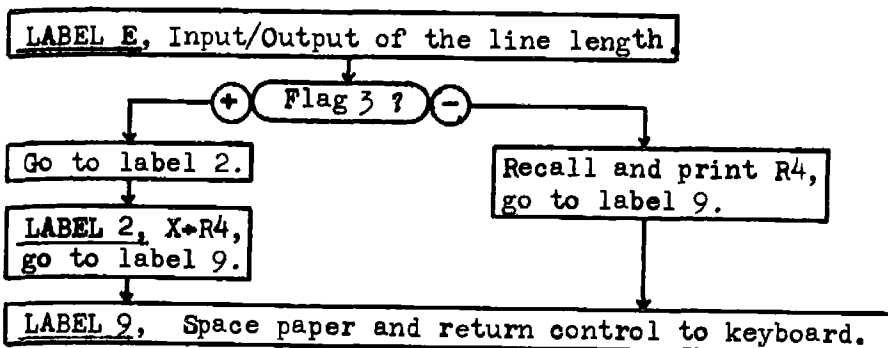 LABEL E, Input/Output of the line length.
+ Flag 3 ? -
Go to label 2.
Recall and print R4,
go to label 9.
LABEL 2, X→R4,
go to label 9.
LABEL 9, Space paper and return control to keyboard.